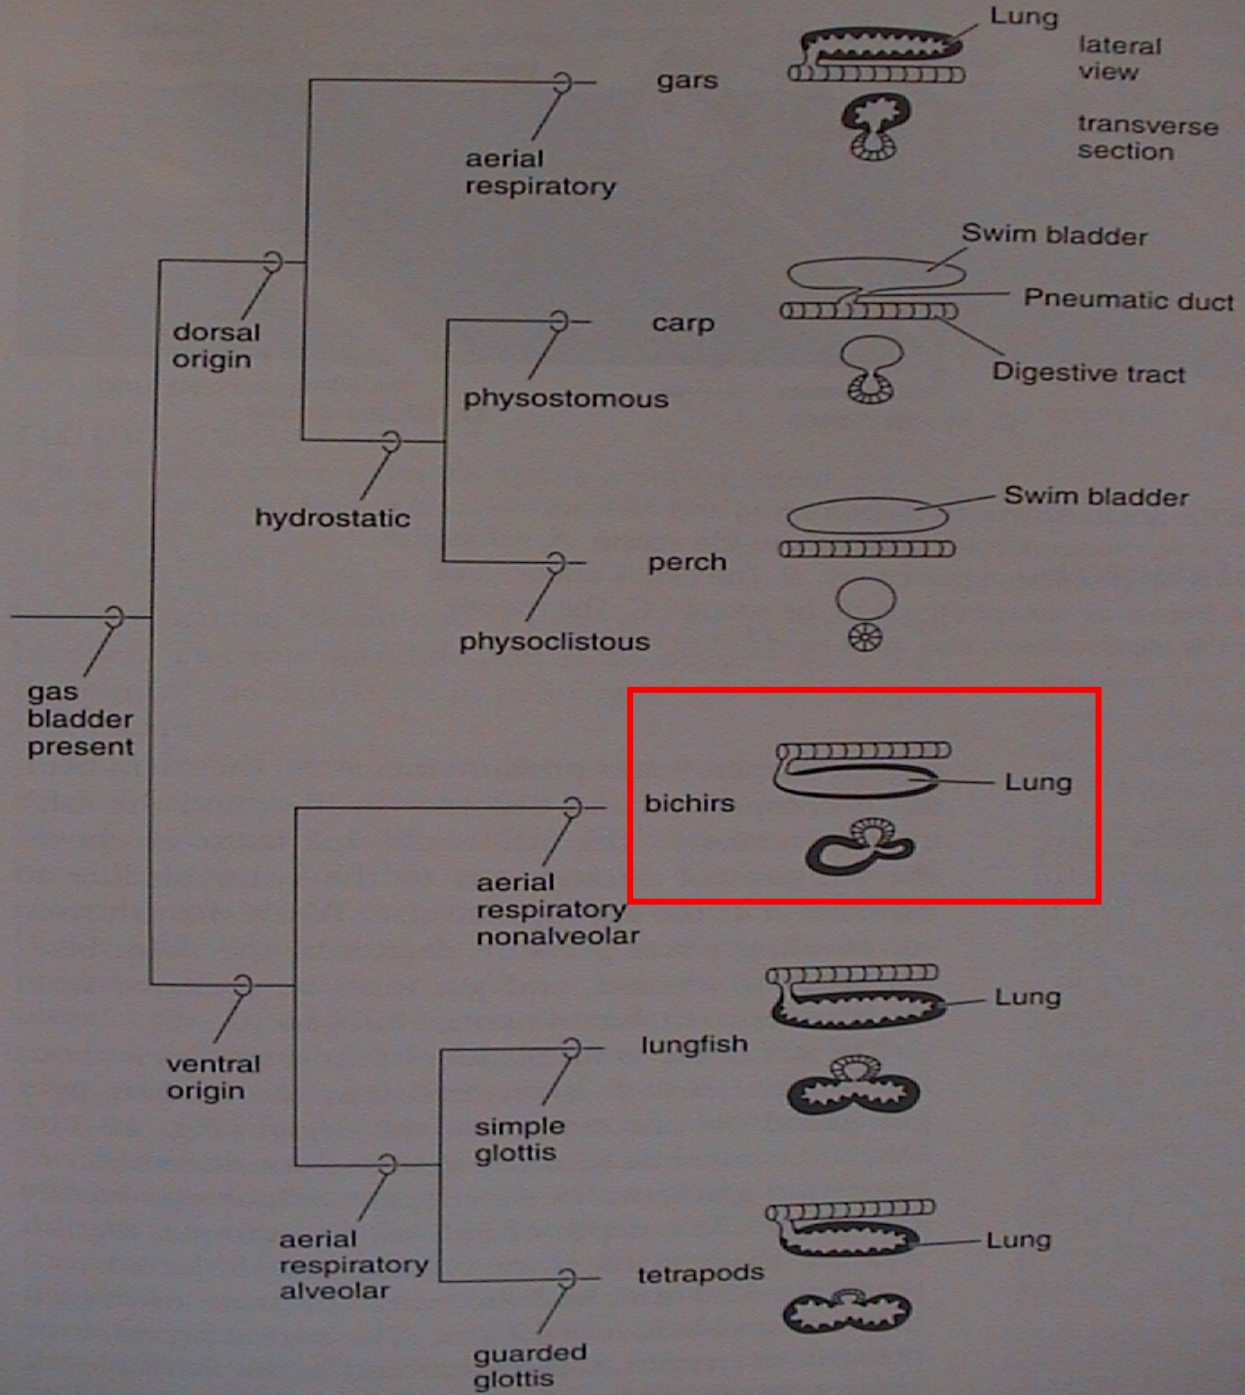 Lung
lateral
view
gars
transverse
section
aerial
respiratory
Swim bladder
Pneumatic duct
carp
dorsal
origin
Digestive tract
physostomous
Swim bladder
hydrostatic
perch
physoclistous
gas
bladder
present
Lung
bichirs
aerial
respiratory
nonalveolar
Lung
lungfish
ventral
origin
simple
glottis
Lung
aerial
respiratory
alveolar
tetrapods
guarded
glottis